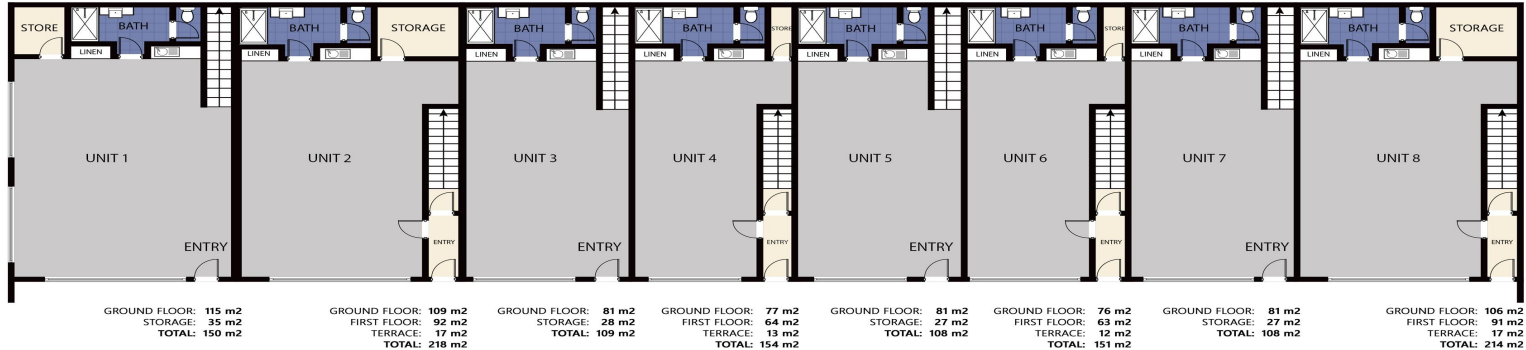 STORE
BATH
LINEN
BATH
STORAGE
LINEN
BATH
LINEN
BATH
STORE
LINEN
BATH
LINEN
BATH
STORE
LINEN
BATH
LINEN
BATH
STORAGE
LINEN
UNIT 1
UNIT 2
UNIT 3
UNIT 4
UNIT 5
UNIT 6
UNIT 7
UNIT 8
ENTRY
ENTRY
ENTRY
ENTRY
ENTRY
ENTRY
ENTRY
ENTRY
GROUND FLOOR: 115 m2
STORAGE: 35 m2
TOTAL: 150 m2
GROUND FLOOR: 109 m2
FIRST FLOOR: 92 m2
TERRACE: 17 m2
TOTAL: 218 m2
GROUND FLOOR: 81 m2
STORAGE: 28 m2
TOTAL: 109 m2
GROUND FLOOR: 77 m2
FIRST FLOOR: 64 m2
TERRACE: 13 m2
TOTAL: 154 m2
GROUND FLOOR: 81 m2
STORAGE: 27 m2
TOTAL: 108 m2
GROUND FLOOR: 76 m2
FIRST FLOOR: 63 m2
TERRACE: 12 m2
TOTAL: 151 m2
GROUND FLOOR: 81 m2
STORAGE: 27 m2
TOTAL: 108 m2
GROUND FLOOR: 106 m2
FIRST FLOOR: 91 m2
TERRACE: 17 m2
TOTAL: 214 m2